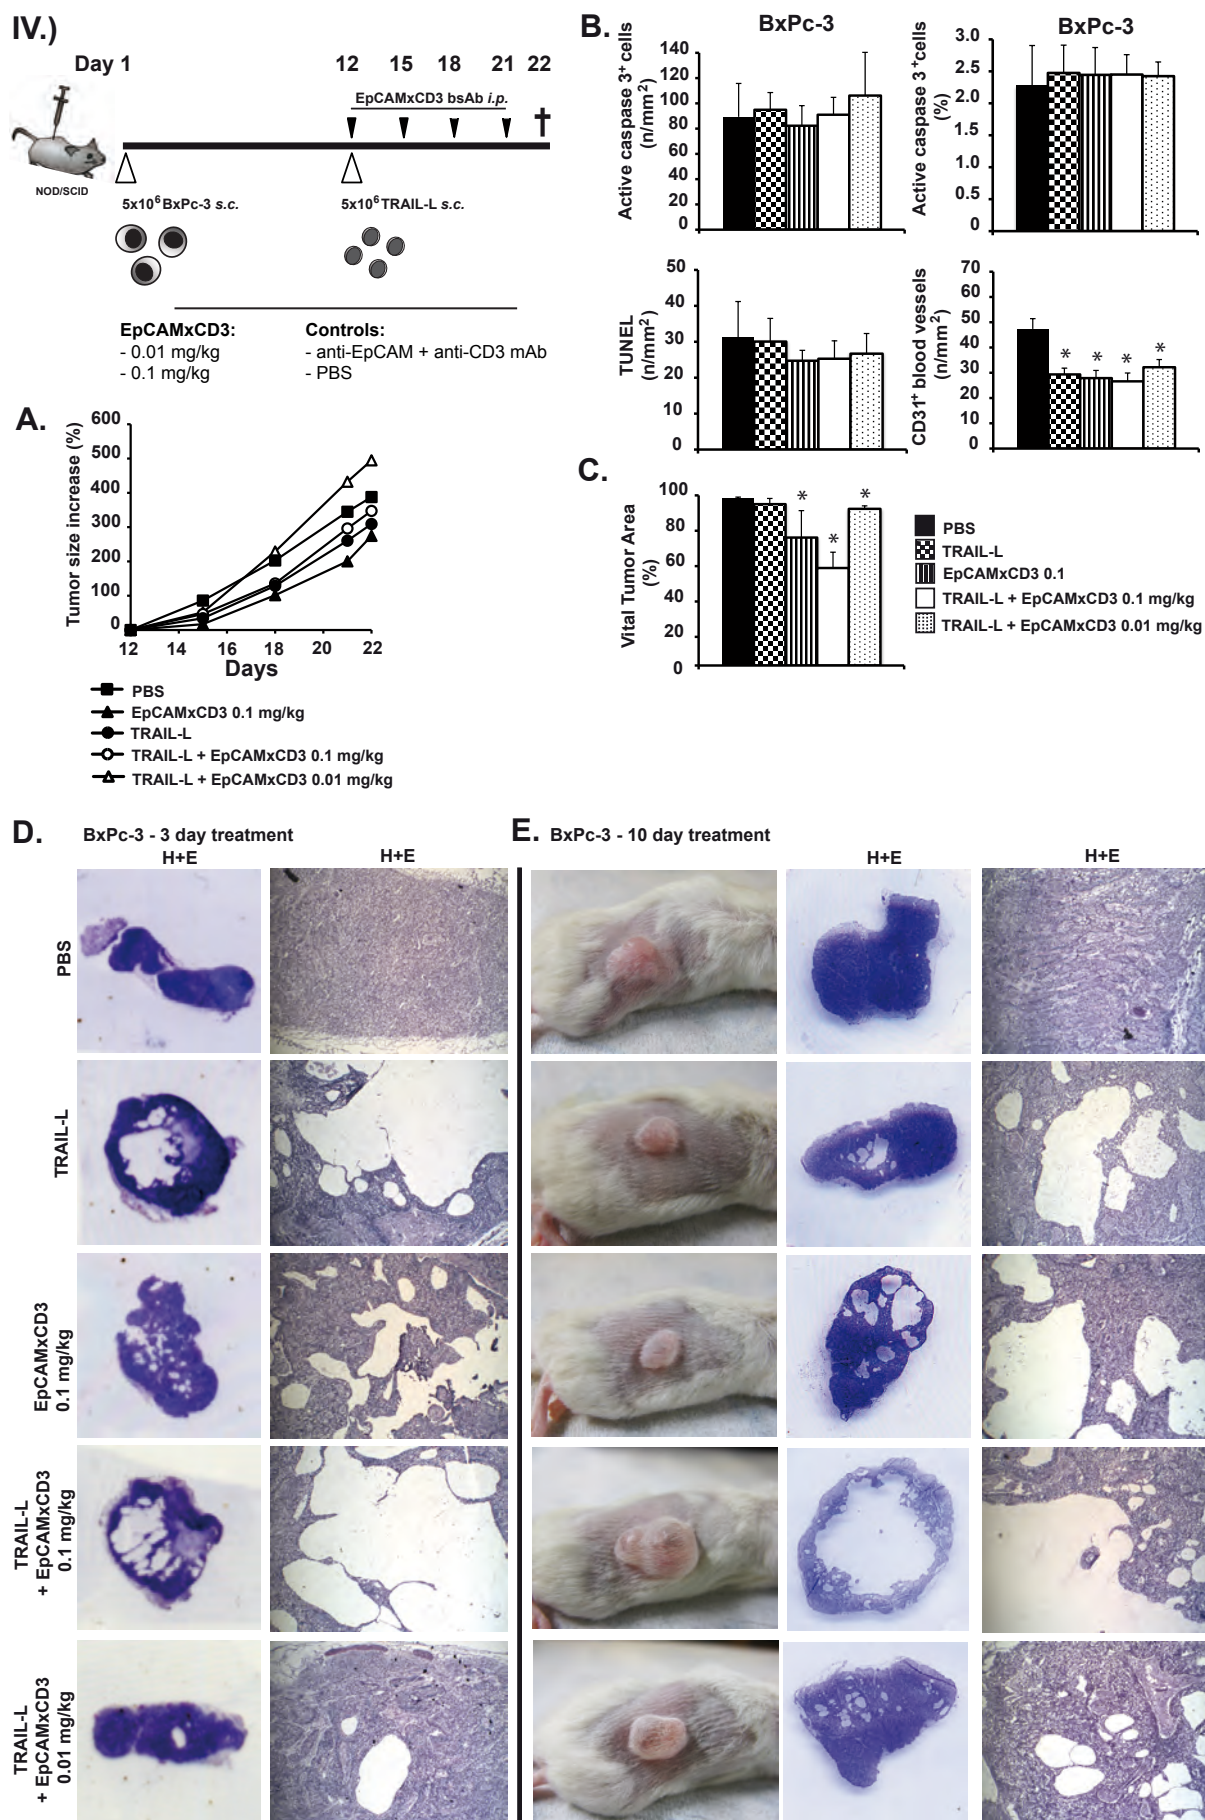 IV.)
Day 1 12 15 18 21 22
EpCAMxCD3 bsAb i.p.
NOD/SCID
5x10⁶ BxPc-3 s.c.
5x10⁶ TRAIL-L s.c.
EpCAMxCD3:
- 0.01 mg/kg
- 0.1 mg/kg
Controls:
- anti-EpCAM + anti-CD3 mAb
- PBS
A.
Tumor size increase (%)
600
500
400
300
200
100
0
12 14 16 18 20 22
Days
PBS
EpCAMxCD3 0.1 mg/kg
TRAIL-L
TRAIL-L + EpCAMxCD3 0.1 mg/kg
TRAIL-L + EpCAMxCD3 0.01 mg/kg
B.
BxPc-3
Active caspase 3⁺ cells
(n/mm²)
140
120
100
80
60
40
20
0
BxPc-3
Active caspase 3⁺cells
(%)
3.0
2.5
2.0
1.5
1.0
0.5
0
TUNEL
(n/mm2)
50
40
30
20
10
0
CD31⁺ blood vessels
(n/mm²)
70
60
50
40
30
20
10
0
* * * *
C.
Vital Tumor Area
(%)
100
80
60
40
20
0
* * *
PBS
TRAIL-L
EpCAMxCD3 0.1
TRAIL-L + EpCAMxCD3 0.1 mg/kg
TRAIL-L + EpCAMxCD3 0.01 mg/kg
D. BxPc-3 - 3 day treatment
H+E H+E
PBS
TRAIL-L
EpCAMxCD3
0.1 mg/kg
TRAIL-L
+ EpCAMxCD3
0.1 mg/kg
TRAIL-L
+ EpCAMxCD3
0.01 mg/kg
E. BxPc-3 - 10 day treatment
H+E H+E